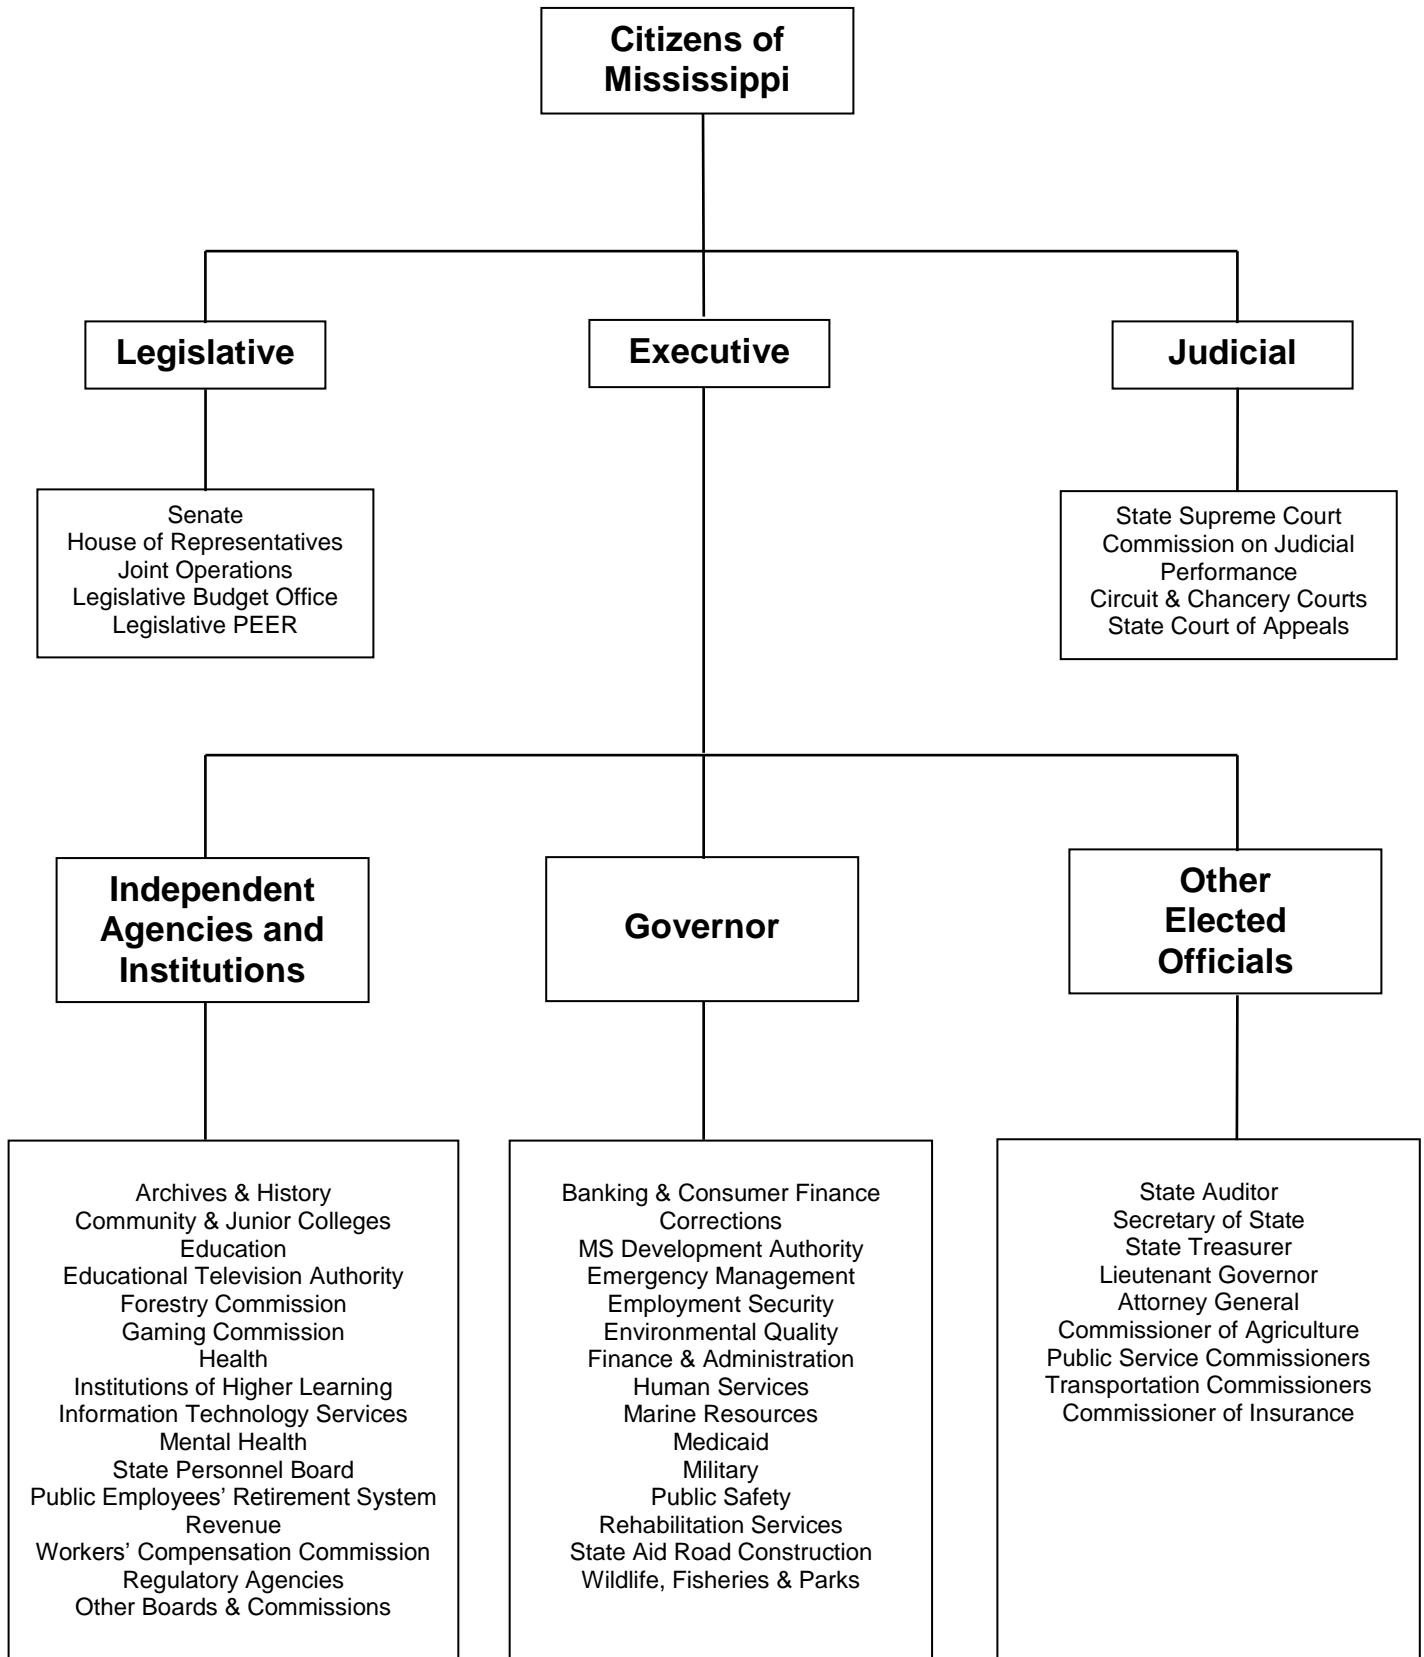 Citizens of
Mississippi
Legislative
Executive
Judicial
Senate
House of Representatives
Joint Operations
Legislative Budget Office
Legislative PEER
State Supreme Court
Commission on Judicial
Performance
Circuit & Chancery Courts
State Court of Appeals
Independent
Agencies and
Institutions
Governor
Other
Elected
Officials
Archives & History
Community & Junior Colleges
Education
Educational Television Authority
Forestry Commission
Gaming Commission
Health
Institutions of Higher Learning
Information Technology Services
Mental Health
State Personnel Board
Public Employees’ Retirement System
Revenue
Workers’ Compensation Commission
Regulatory Agencies
Other Boards & Commissions
Banking & Consumer Finance
Corrections
MS Development Authority
Emergency Management
Employment Security
Environmental Quality
Finance & Administration
Human Services
Marine Resources
Medicaid
Military
Public Safety
Rehabilitation Services
State Aid Road Construction
Wildlife, Fisheries & Parks
State Auditor
Secretary of State
State Treasurer
Lieutenant Governor
Attorney General
Commissioner of Agriculture
Public Service Commissioners
Transportation Commissioners
Commissioner of Insurance